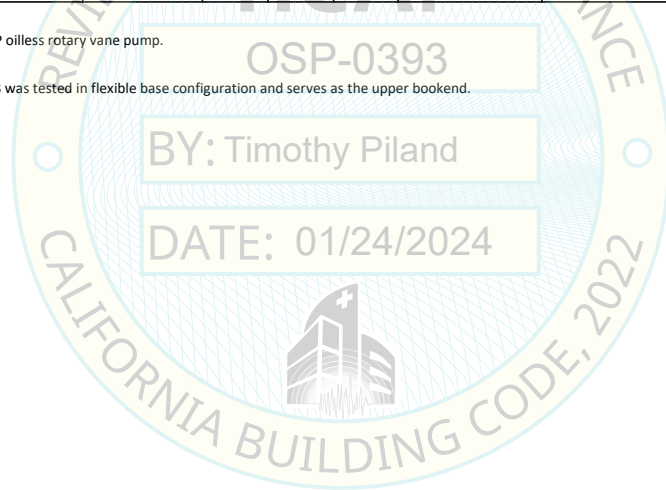 oilless rotary vane pump.
OSP-0393
was tested in flexible base configuration and serves as the upper bookend.
BY: Timothy Piland
DATE: 01/24/2024
CALIFORNIA BUILDING CODE, 2022